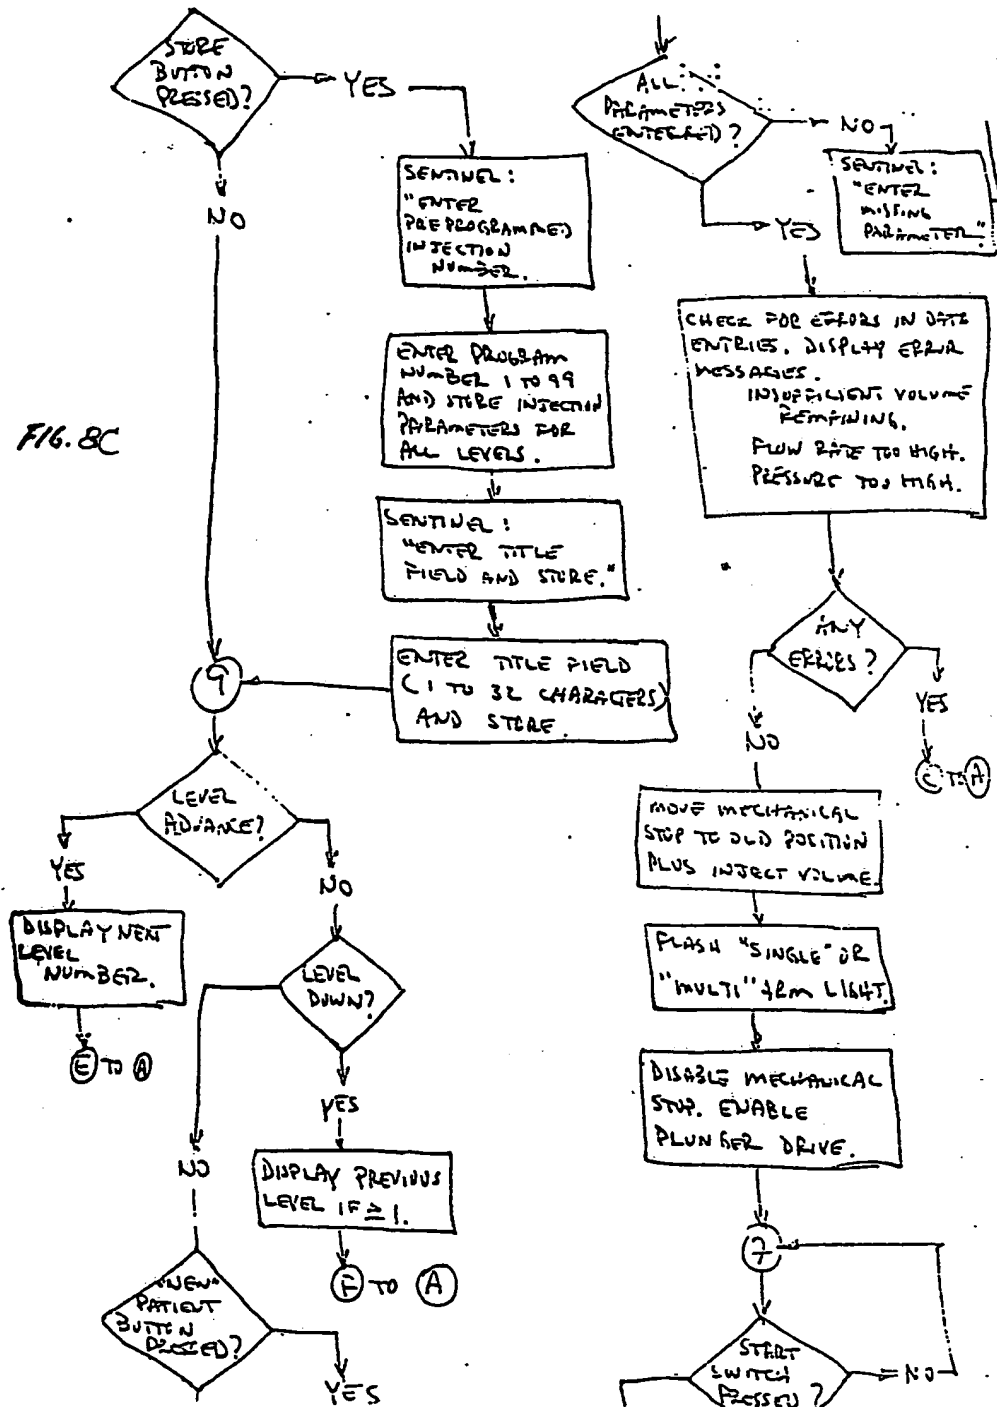 STORE
BUTTON
PRESSED?
YES
NO
SENTINEL:
"ENTER
PREPROGRAMMED
INJECTION
NUMBER.
ENTER PROGRAM
NUMBER 1 TO 99
AND STORE INJECTION
PARAMETERS FOR
ALL LEVELS.
SENTINEL:
"ENTER TITLE
FIELD AND STORE."
ENTER TITLE FIELD
(1 TO 32 CHARACTERS)
AND STORE.
FIG. 8C
9
LEVEL
ADVANCE?
YES
NO
DISPLAY NEW
LEVEL
NUMBER.
E TO A
LEVEL
DOWN?
NO
YES
DISPLAY PREVIOUS
LEVEL IF ≥ 1.
F TO A
"NEW"
PATIENT
BUTTON
PRESSED?
YES
ALL
PARAMETERS
ENTERRED?
NO
SENTINEL:
"ENTER
MISSING
PARAMETER."
YES
CHECK FOR ERRORS IN DATE
ENTRIES. DISPLAY ERROR
MESSAGES.
INSUFFICIENT VOLUME
REMAINING.
FLOW RATE TOO HIGH.
PRESSURE TOO HIGH.
ANY
ERRORS?
YES
C TO A
NO
MOVE MECHANICAL
STOP TO OLD POSITION
PLUS INJECT VOLUME.
FLASH "SINGLE" OR
"MULTI" ARM LIGHT.
DISABLE MECHANICAL
STOP. ENABLE
PLUNGER DRIVE.
7
START
SWITCH
PRESSED?
NO